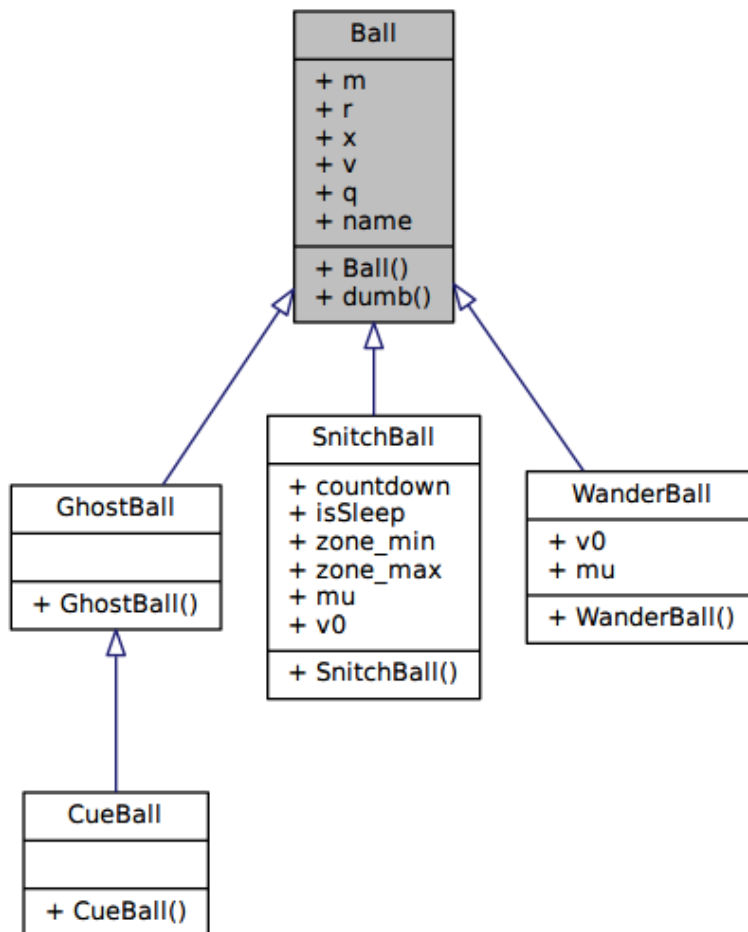 Ball
+ m
+ r
+ x
+ v
+ q
+ name
+ Ball()
+ dumb()
GhostBall
+ GhostBall()
SnitchBall
+ countdown
+ isSleep
+ zone_min
+ zone_max
+ mu
+ v0
+ SnitchBall()
WanderBall
+ v0
+ mu
+ WanderBall()
CueBall
+ CueBall()